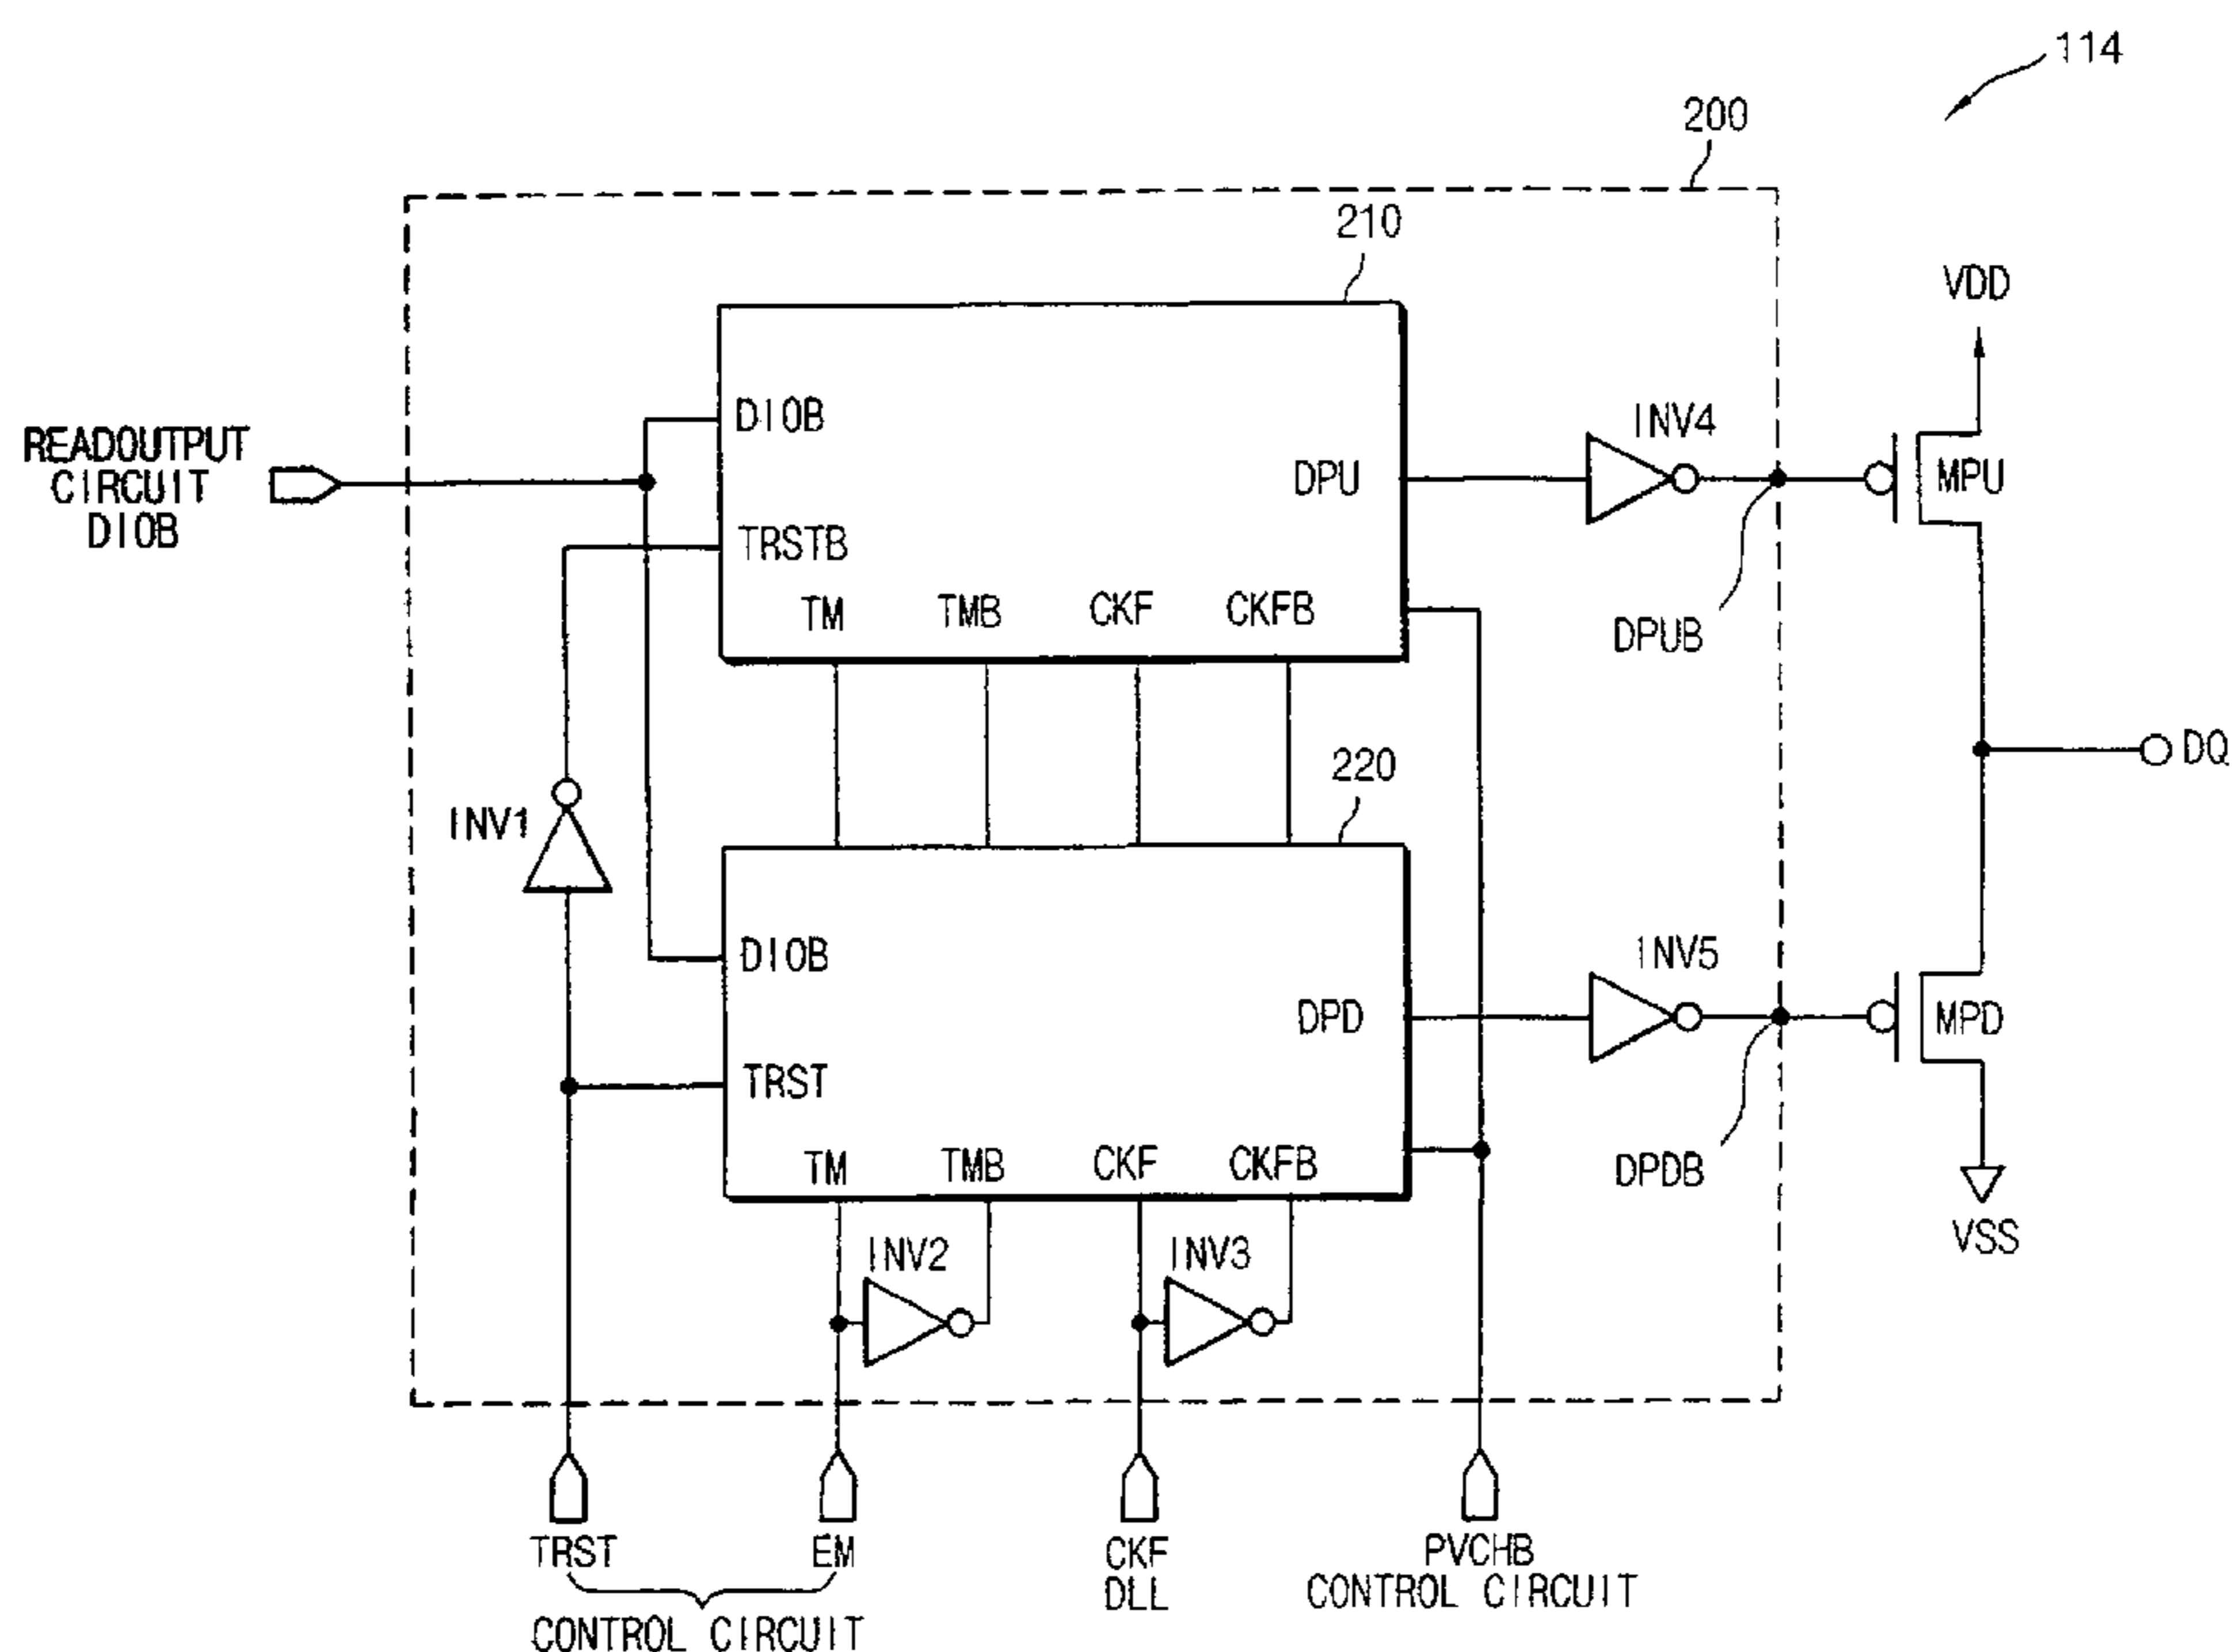 114
200
210
VDD
READOUTPUT
CIRCUIT
DIOB
DIOB
DPU
INV4
MPU
TRSTB
TM TMB CKF CKFB
DPUB
220
DQ
INV1
DIOB
DPD
INV5
MPD
TRST
TM TMB CKF CKFB
DPDB
INV2
INV3
VSS
TRST
EM
CKF
DLL
PVCHB
CONTROL CIRCUIT
CONTROL CIRCUIT